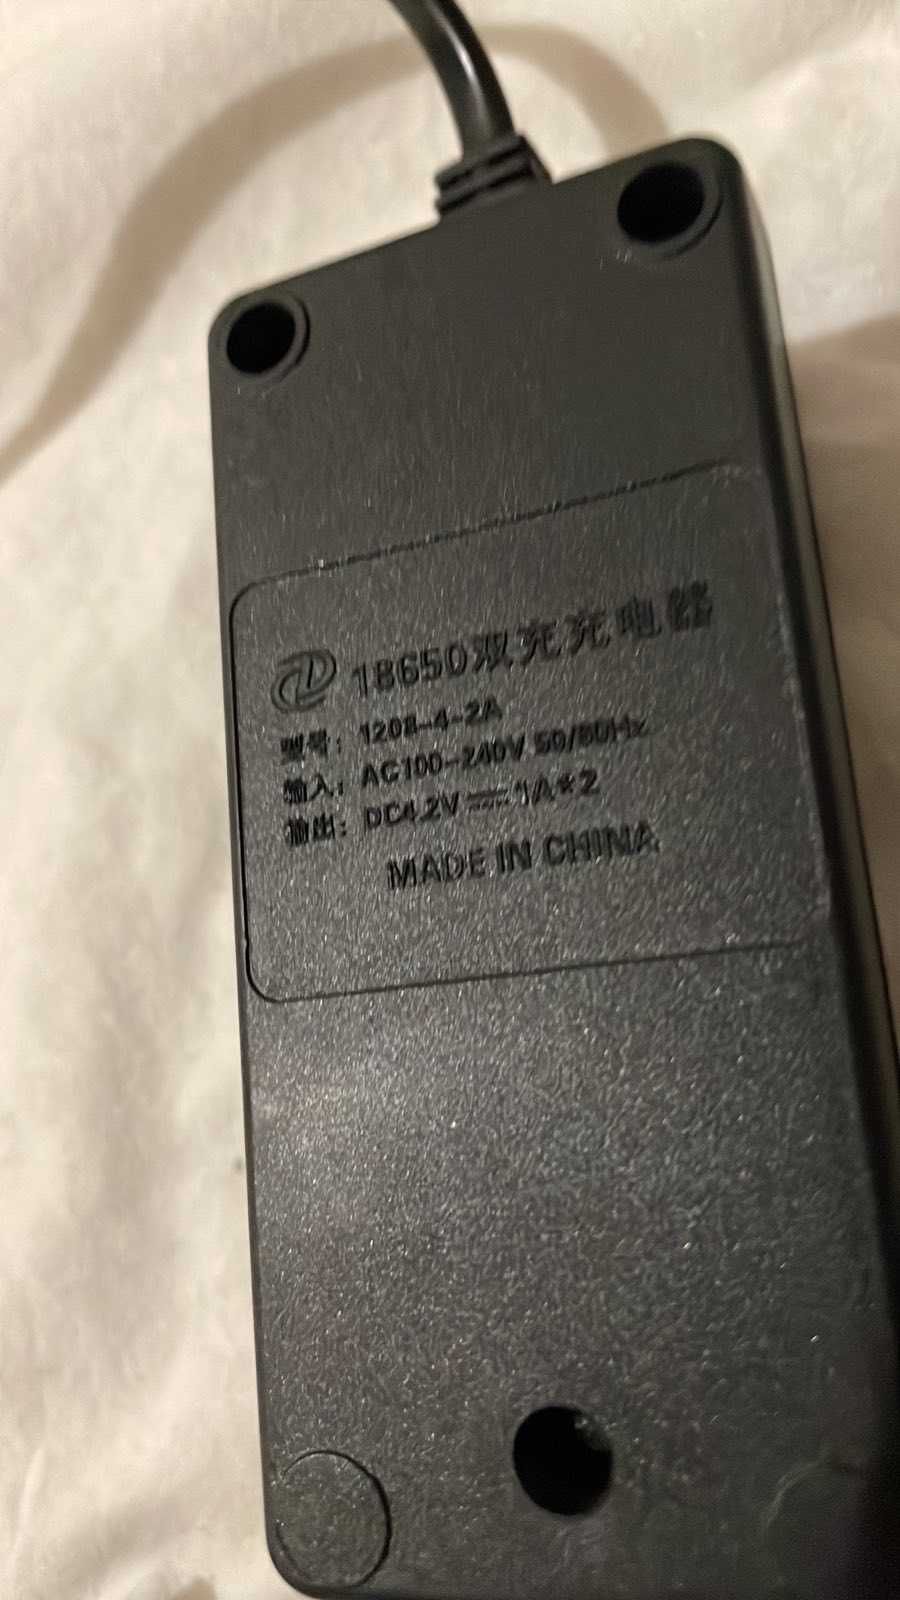 18650双充充电器
型号: 1208-4-2A
输入: AC100-240V 50/60Hz
输出: DC4.2V⎓1A*2
MADE IN CHINA